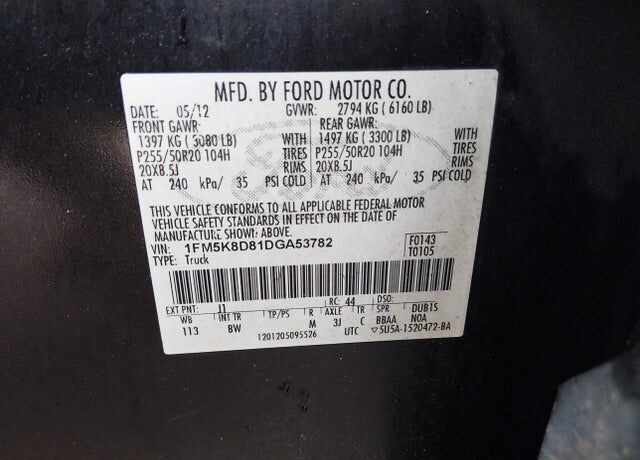 MFD. BY FORD MOTOR CO.
DATE: 05/12 GVWR: 2794 KG ( 6160 LB)
FRONT GAWR: REAR GAWR:
1397 KG ( 3080 LB) WITH 1497 KG ( 3300 LB) WITH
P255/50R20 104H TIRES P255/50R20 104H TIRES
20X8.5J RIMS 20X8.5J RIMS
AT 240 kPa/ 35 PSI COLD AT 240 kPa/ 35 PSI COLD
THIS VEHICLE CONFORMS TO ALL APPLICABLE FEDERAL MOTOR
VEHICLE SAFETY STANDARDS IN EFFECT ON THE DATE OF
MANUFACTURE SHOWN ABOVE.
VIN: 1FM5K8D81DGA53782 F0143
TYPE: Truck T0105
EXT PNT: J1 RC: 44 DSO:
WB INT TR TP/PS R AXLE TR SPR DUB1S
113 BW M 3J C BBAA NOA
1201205095526 UTC ▽5U5A-1520472-BA
Ford